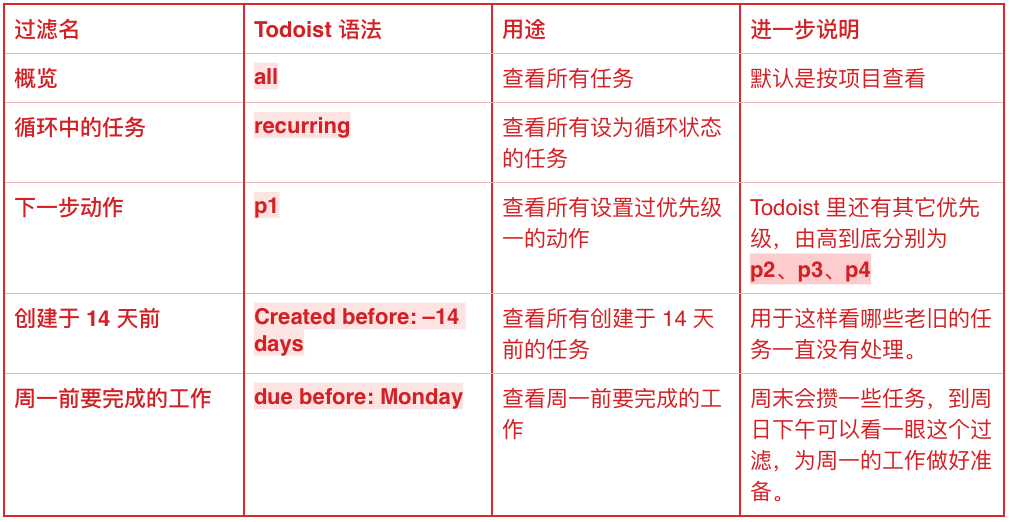 过滤名
Todoist 语法
用途
进一步说明
概览
all
查看所有任务
默认是按项目查看
循环中的任务
recurring
查看所有设为循环状态
的任务
下一步动作
p1
查看所有设置过优先级
一的动作
Todoist 里还有其它优先
级，由高到底分别为
p2、p3、p4
创建于 14 天前
Created before: –14
days
查看所有创建于 14 天
前的任务
用于这样看哪些老旧的任
务一直没有处理。
周一前要完成的工作
due before: Monday
查看周一前要完成的工
作
周末会攒一些任务，到周
日下午可以看一眼这个过
滤，为周一的工作做好准
备。